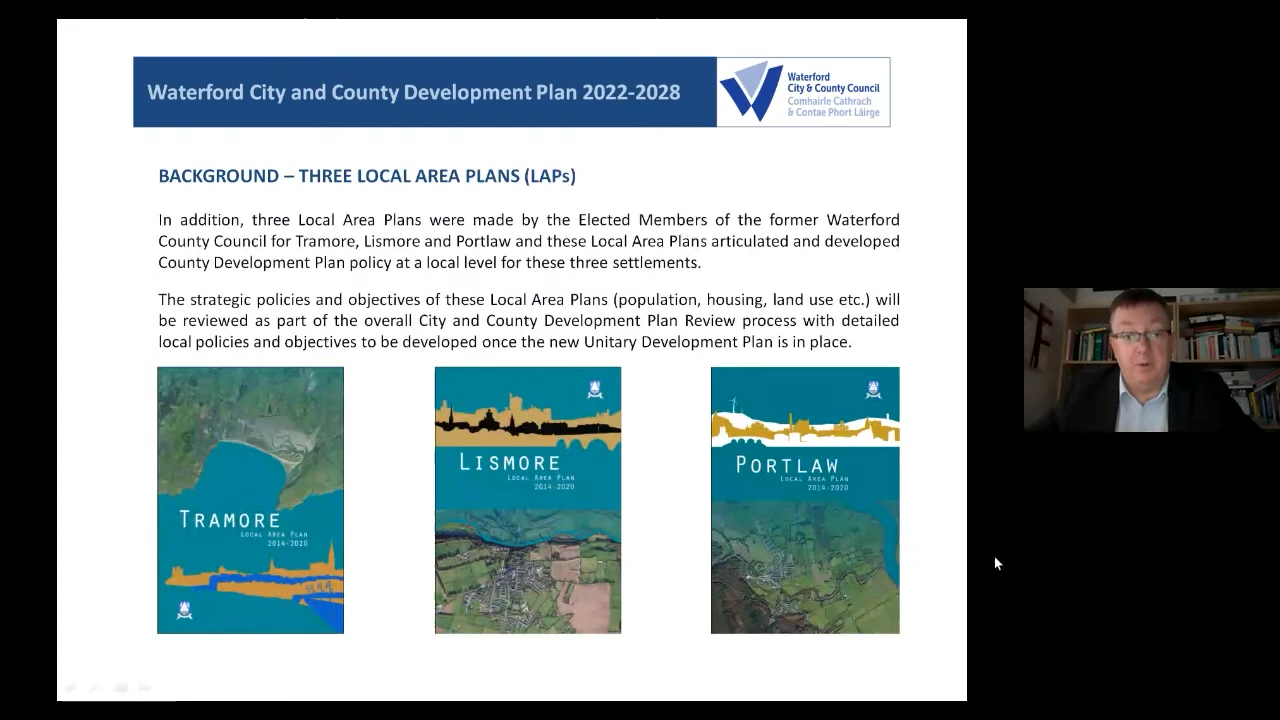 Waterford City and County Development Plan 2022-2028
Waterford
City & County Council
Comhairle Cathrach
& Contae Phort Láirge
BACKGROUND – THREE LOCAL AREA PLANS (LAPs)
In addition, three Local Area Plans were made by the Elected Members of the former Waterford
County Council for Tramore, Lismore and Portlaw and these Local Area Plans articulated and developed
County Development Plan policy at a local level for these three settlements.
The strategic policies and objectives of these Local Area Plans (population, housing, land use etc.) will
be reviewed as part of the overall City and County Development Plan Review process with detailed
local policies and objectives to be developed once the new Unitary Development Plan is in place.
TRAMORE
LOCAL AREA PLAN
2014-2020
LISMORE
LOCAL AREA PLAN
2014-2020
PORTLAW
LOCAL AREA PLAN
2014-2020